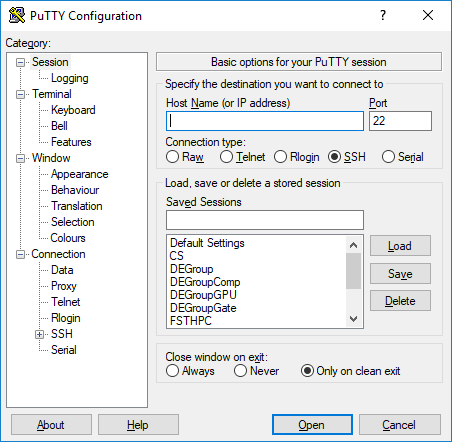 PuTTY Configuration
?
Category:
Session
Logging
Terminal
Keyboard
Bell
Features
Window
Appearance
Behaviour
Translation
Selection
Colours
Connection
Data
Proxy
Telnet
Rlogin
SSH
Serial
Basic options for your PuTTY session
Specify the destination you want to connect to
Host Name (or IP address) Port
22
Connection type:
Raw Telnet Rlogin SSH Serial
Load, save or delete a stored session
Saved Sessions
Default Settings
CS
DEGroup
DEGroupComp
DEGroupGPU
DEGroupGate
FSTHPC
Load
Save
Delete
Close window on exit:
Always Never Only on clean exit
About Help Open Cancel